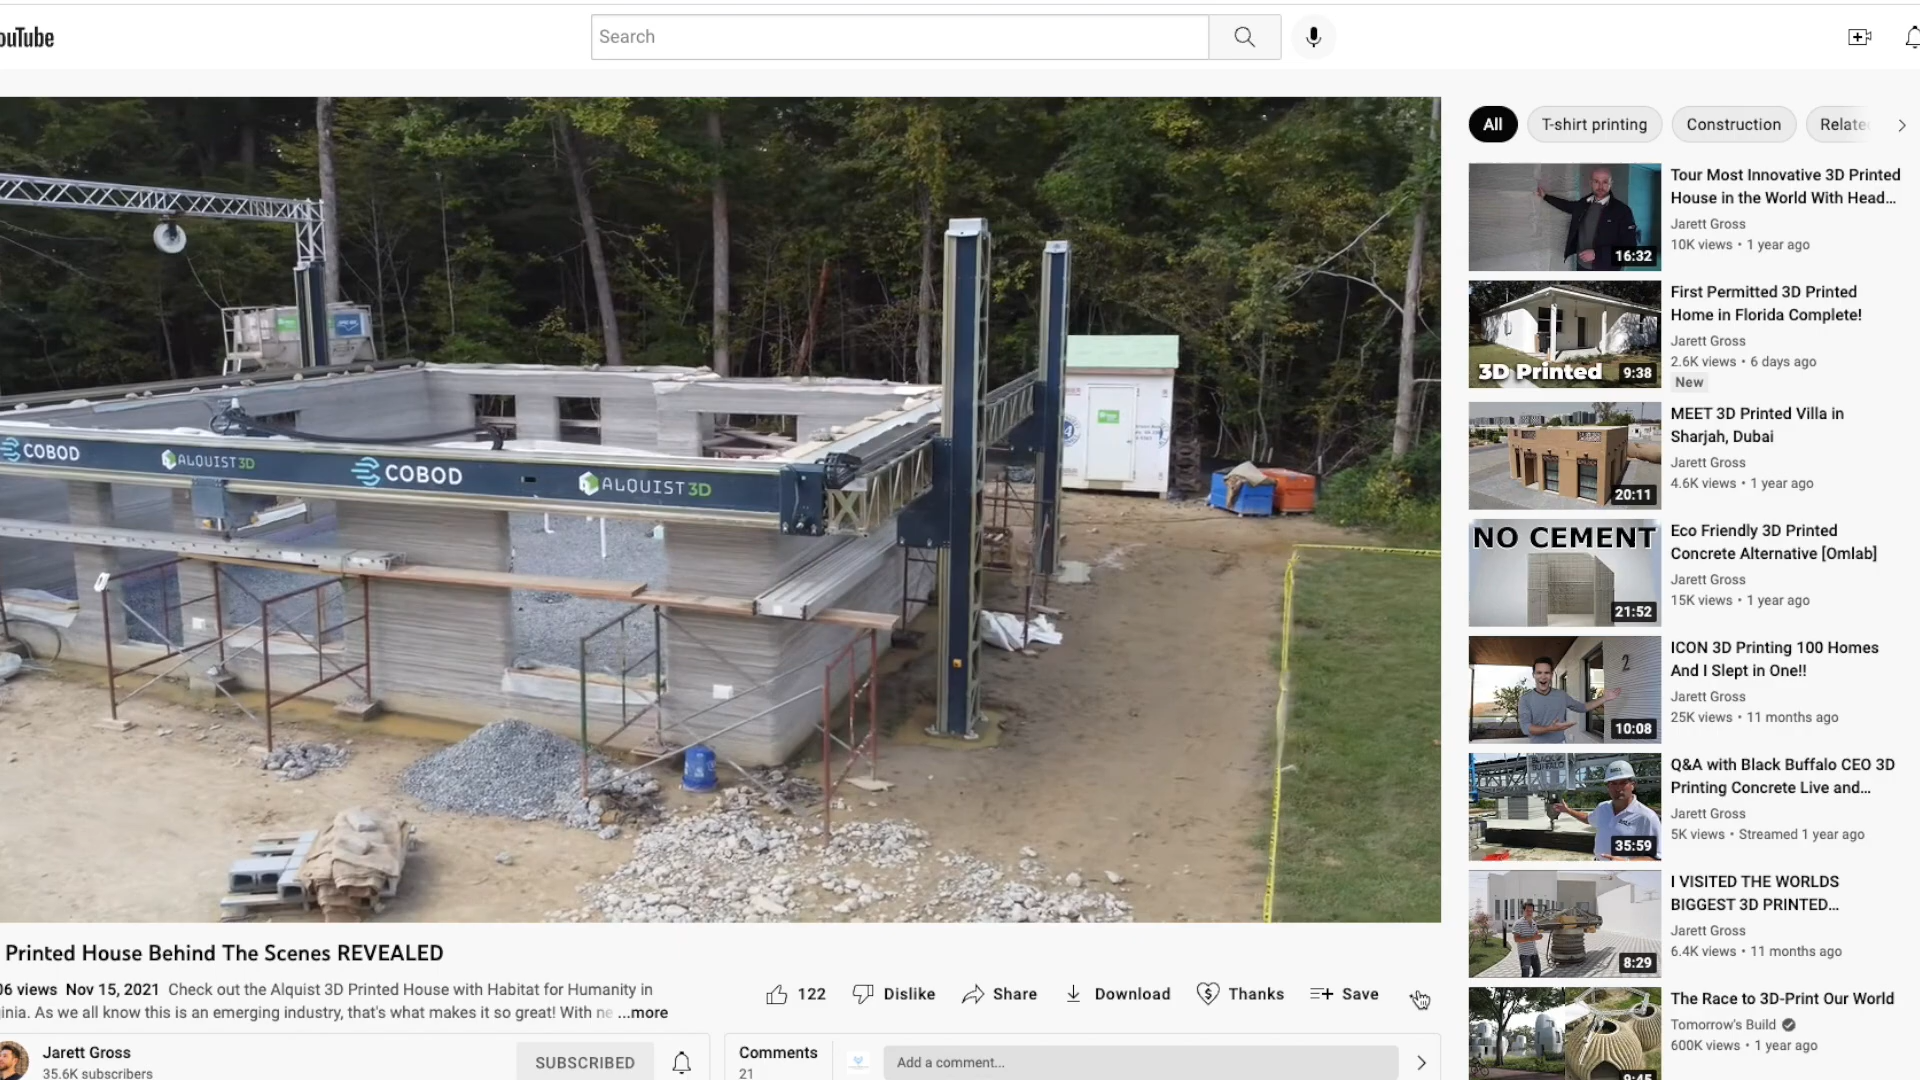 ouTube
Search
All
T-shirt printing
Construction
Relate
COBOD
ALQUIST 3D
COBOD
ALQUIST 3D
Printed House Behind The Scenes REVEALED
06 views Nov 15, 2021 Check out the Alquist 3D Printed House with Habitat for Humanity in
inia. As we all know this is an emerging industry, that's what makes it so great! With ne ...more
122
Dislike
Share
Download
Thanks
Save
Jarett Gross
35.6K subscribers
SUBSCRIBED
Comments
21
Add a comment...
16:32
Tour Most Innovative 3D Printed
House in the World With Head...
Jarett Gross
10K views • 1 year ago
3D Printed
9:38
First Permitted 3D Printed
Home in Florida Complete!
Jarett Gross
2.6K views • 6 days ago
New
20:11
MEET 3D Printed Villa in
Sharjah, Dubai
Jarett Gross
4.6K views • 1 year ago
NO CEMENT
21:52
Eco Friendly 3D Printed
Concrete Alternative [Omlab]
Jarett Gross
15K views • 1 year ago
2
10:08
ICON 3D Printing 100 Homes
And I Slept in One!!
Jarett Gross
25K views • 11 months ago
BLACK BUFFALO
35:59
Q&A with Black Buffalo CEO 3D
Printing Concrete Live and...
Jarett Gross
5K views • Streamed 1 year ago
8:29
I VISITED THE WORLDS
BIGGEST 3D PRINTED...
Jarett Gross
6.4K views • 11 months ago
9:45
The Race to 3D-Print Our World
Tomorrow's Build
600K views • 1 year ago